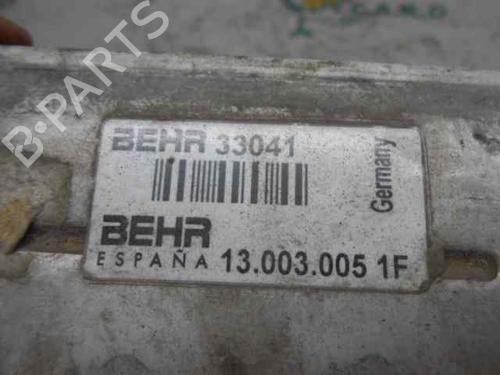 B-PARTS
BEHR 33041
Germany
BEHR
ESPAÑA 13.003.005 1F